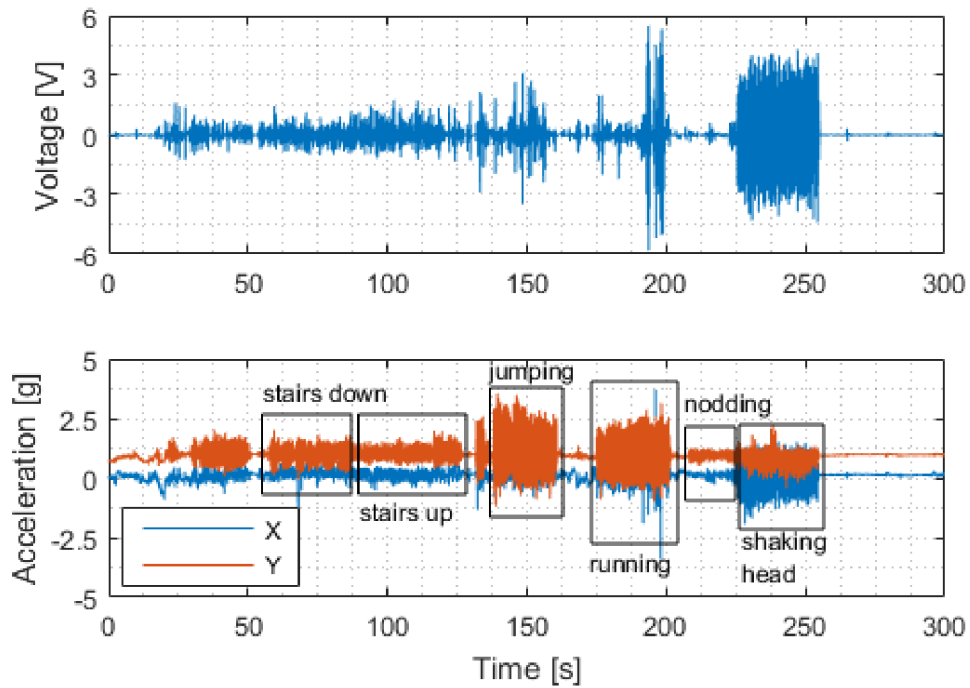 6
3
0
-3
-6
Voltage [V]
0 50 100 150 200 250 300
5
2.5
0
-2.5
-5
Acceleration [g]
jumping
stairs down
nodding
stairs up
X
Y
running
shaking
head
0 50 100 150 200 250 300
Time [s]